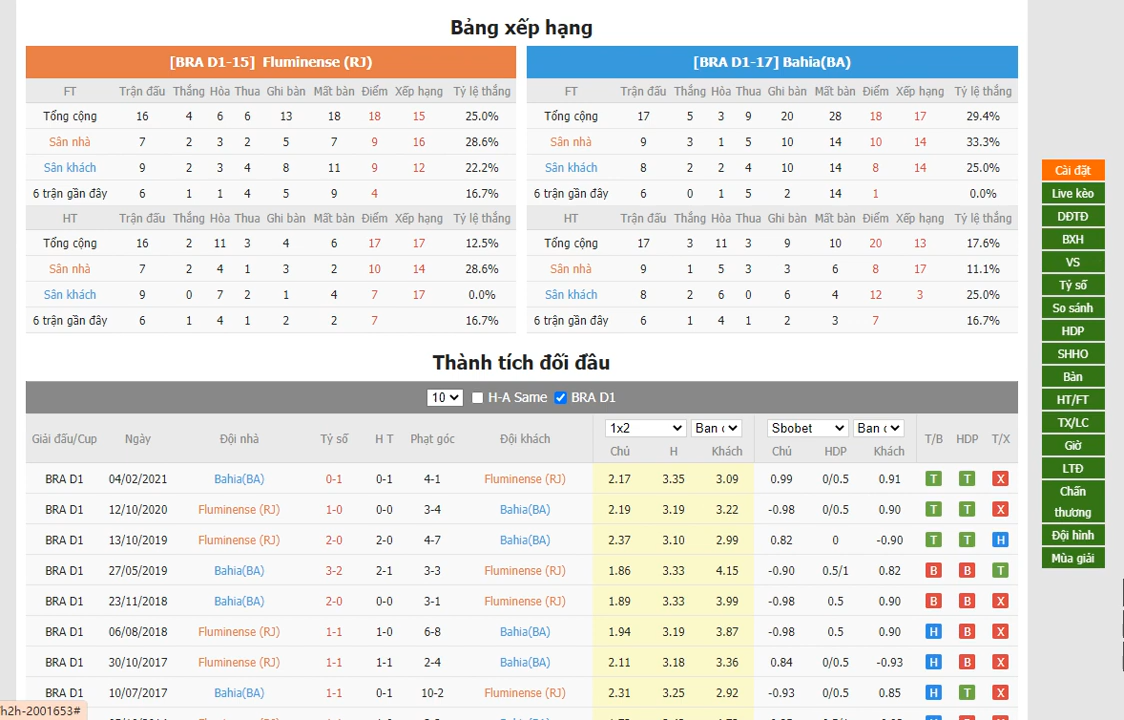 Bảng xếp hạng
[BRA D1-15] Fluminense (RJ)
FT Trận đấu Thắng Hòa Thua Ghi bàn Mất bàn Điểm Xếp hạng Tỷ lệ thắng
Tổng cộng 16 4 6 6 13 18 18 15 25.0%
Sân nhà 7 2 3 2 5 7 9 16 28.6%
Sân khách 9 2 3 4 8 11 9 12 22.2%
6 trận gần đây 6 1 1 4 5 9 4 16.7%
HT Trận đấu Thắng Hòa Thua Ghi bàn Mất bàn Điểm Xếp hạng Tỷ lệ thắng
Tổng cộng 16 2 11 3 4 6 17 17 12.5%
Sân nhà 7 2 4 1 3 2 10 14 28.6%
Sân khách 9 0 7 2 1 4 7 17 0.0%
6 trận gần đây 6 1 4 1 2 2 7 16.7%
[BRA D1-17] Bahia(BA)
FT Trận đấu Thắng Hòa Thua Ghi bàn Mất bàn Điểm Xếp hạng Tỷ lệ thắng
Tổng cộng 17 5 3 9 20 28 18 17 29.4%
Sân nhà 9 3 1 5 10 14 10 14 33.3%
Sân khách 8 2 2 4 10 14 8 14 25.0%
6 trận gần đây 6 0 1 5 2 14 1 0.0%
HT Trận đấu Thắng Hòa Thua Ghi bàn Mất bàn Điểm Xếp hạng Tỷ lệ thắng
Tổng cộng 17 3 11 3 9 10 20 13 17.6%
Sân nhà 9 1 5 3 3 6 8 17 11.1%
Sân khách 8 2 6 0 6 4 12 3 25.0%
6 trận gần đây 6 1 4 1 2 3 7 16.7%
Thành tích đối đầu
10 H-A Same BRA D1
Giải đấu/Cup Ngày Đội nhà Tỷ số H T Phạt góc Đội khách 1x2 Ban Sbobet Ban T/B HDP T/X
Chủ H Khách Chủ HDP Khách
BRA D1 04/02/2021 Bahia(BA) 0-1 0-1 4-1 Fluminense (RJ) 2.17 3.35 3.09 0.99 0/0.5 0.91 T T X
BRA D1 12/10/2020 Fluminense (RJ) 1-0 0-0 3-4 Bahia(BA) 2.19 3.19 3.22 -0.98 0/0.5 0.90 T T X
BRA D1 13/10/2019 Fluminense (RJ) 2-0 2-0 4-7 Bahia(BA) 2.37 3.10 2.99 0.82 0 -0.90 T T H
BRA D1 27/05/2019 Bahia(BA) 3-2 2-1 3-3 Fluminense (RJ) 1.86 3.33 4.15 -0.90 0.5/1 0.82 B B T
BRA D1 23/11/2018 Bahia(BA) 2-0 0-0 3-1 Fluminense (RJ) 1.89 3.33 3.99 -0.98 0.5 0.90 B B X
BRA D1 06/08/2018 Fluminense (RJ) 1-1 1-0 6-8 Bahia(BA) 1.94 3.19 3.87 -0.98 0.5 0.90 H B X
BRA D1 30/10/2017 Fluminense (RJ) 1-1 1-1 2-4 Bahia(BA) 2.11 3.18 3.36 0.84 0/0.5 -0.93 H B X
BRA D1 10/07/2017 Bahia(BA) 1-1 0-1 10-2 Fluminense (RJ) 2.31 3.25 2.92 -0.93 0/0.5 0.85 H T X
h2h-2001653#
Cài đặt
Live kèo
DĐTĐ
BXH
VS
Tỷ số
So sánh
HDP
SHHO
Bàn
HT/FT
TX/LC
Giờ
LTĐ
Chấn
thương
Đội hình
Mùa giải